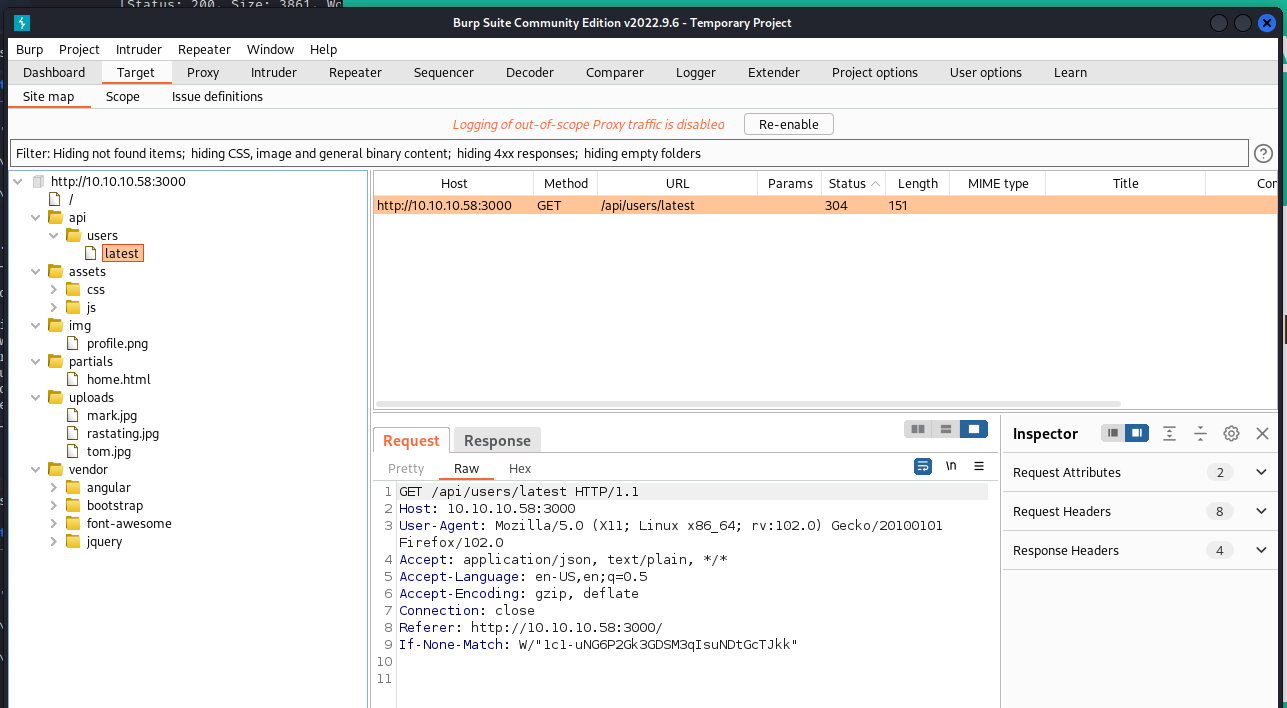 Status: 200, Size: 3861, Wo
Burp Suite Community Edition v2022.9.6 - Temporary Project
Burp Project Intruder Repeater Window Help
Dashboard Target Proxy Intruder Repeater Sequencer Decoder Comparer Logger Extender Project options User options Learn
Site map Scope Issue definitions
Logging of out-of-scope Proxy traffic is disabled Re-enable
Filter: Hiding not found items; hiding CSS, image and general binary content; hiding 4xx responses; hiding empty folders ?
http://10.10.10.58:3000
/
api
users
latest
assets
css
js
img
profile.png
partials
home.html
uploads
mark.jpg
rastating.jpg
tom.jpg
vendor
angular
bootstrap
font-awesome
jquery
Host Method URL Params Status Length MIME type Title Cor
http://10.10.10.58:3000 GET /api/users/latest 304 151
Request Response
Pretty Raw Hex \n
1 GET /api/users/latest HTTP/1.1
2 Host: 10.10.10.58:3000
3 User-Agent: Mozilla/5.0 (X11; Linux x86_64; rv:102.0) Gecko/20100101
Firefox/102.0
4 Accept: application/json, text/plain, */*
5 Accept-Language: en-US,en;q=0.5
6 Accept-Encoding: gzip, deflate
7 Connection: close
8 Referer: http://10.10.10.58:3000/
9 If-None-Match: W/"1c1-uNG6P2Gk3GDSM3qIsuNDtGcTJkk"
10
11
Inspector
Request Attributes 2
Request Headers 8
Response Headers 4